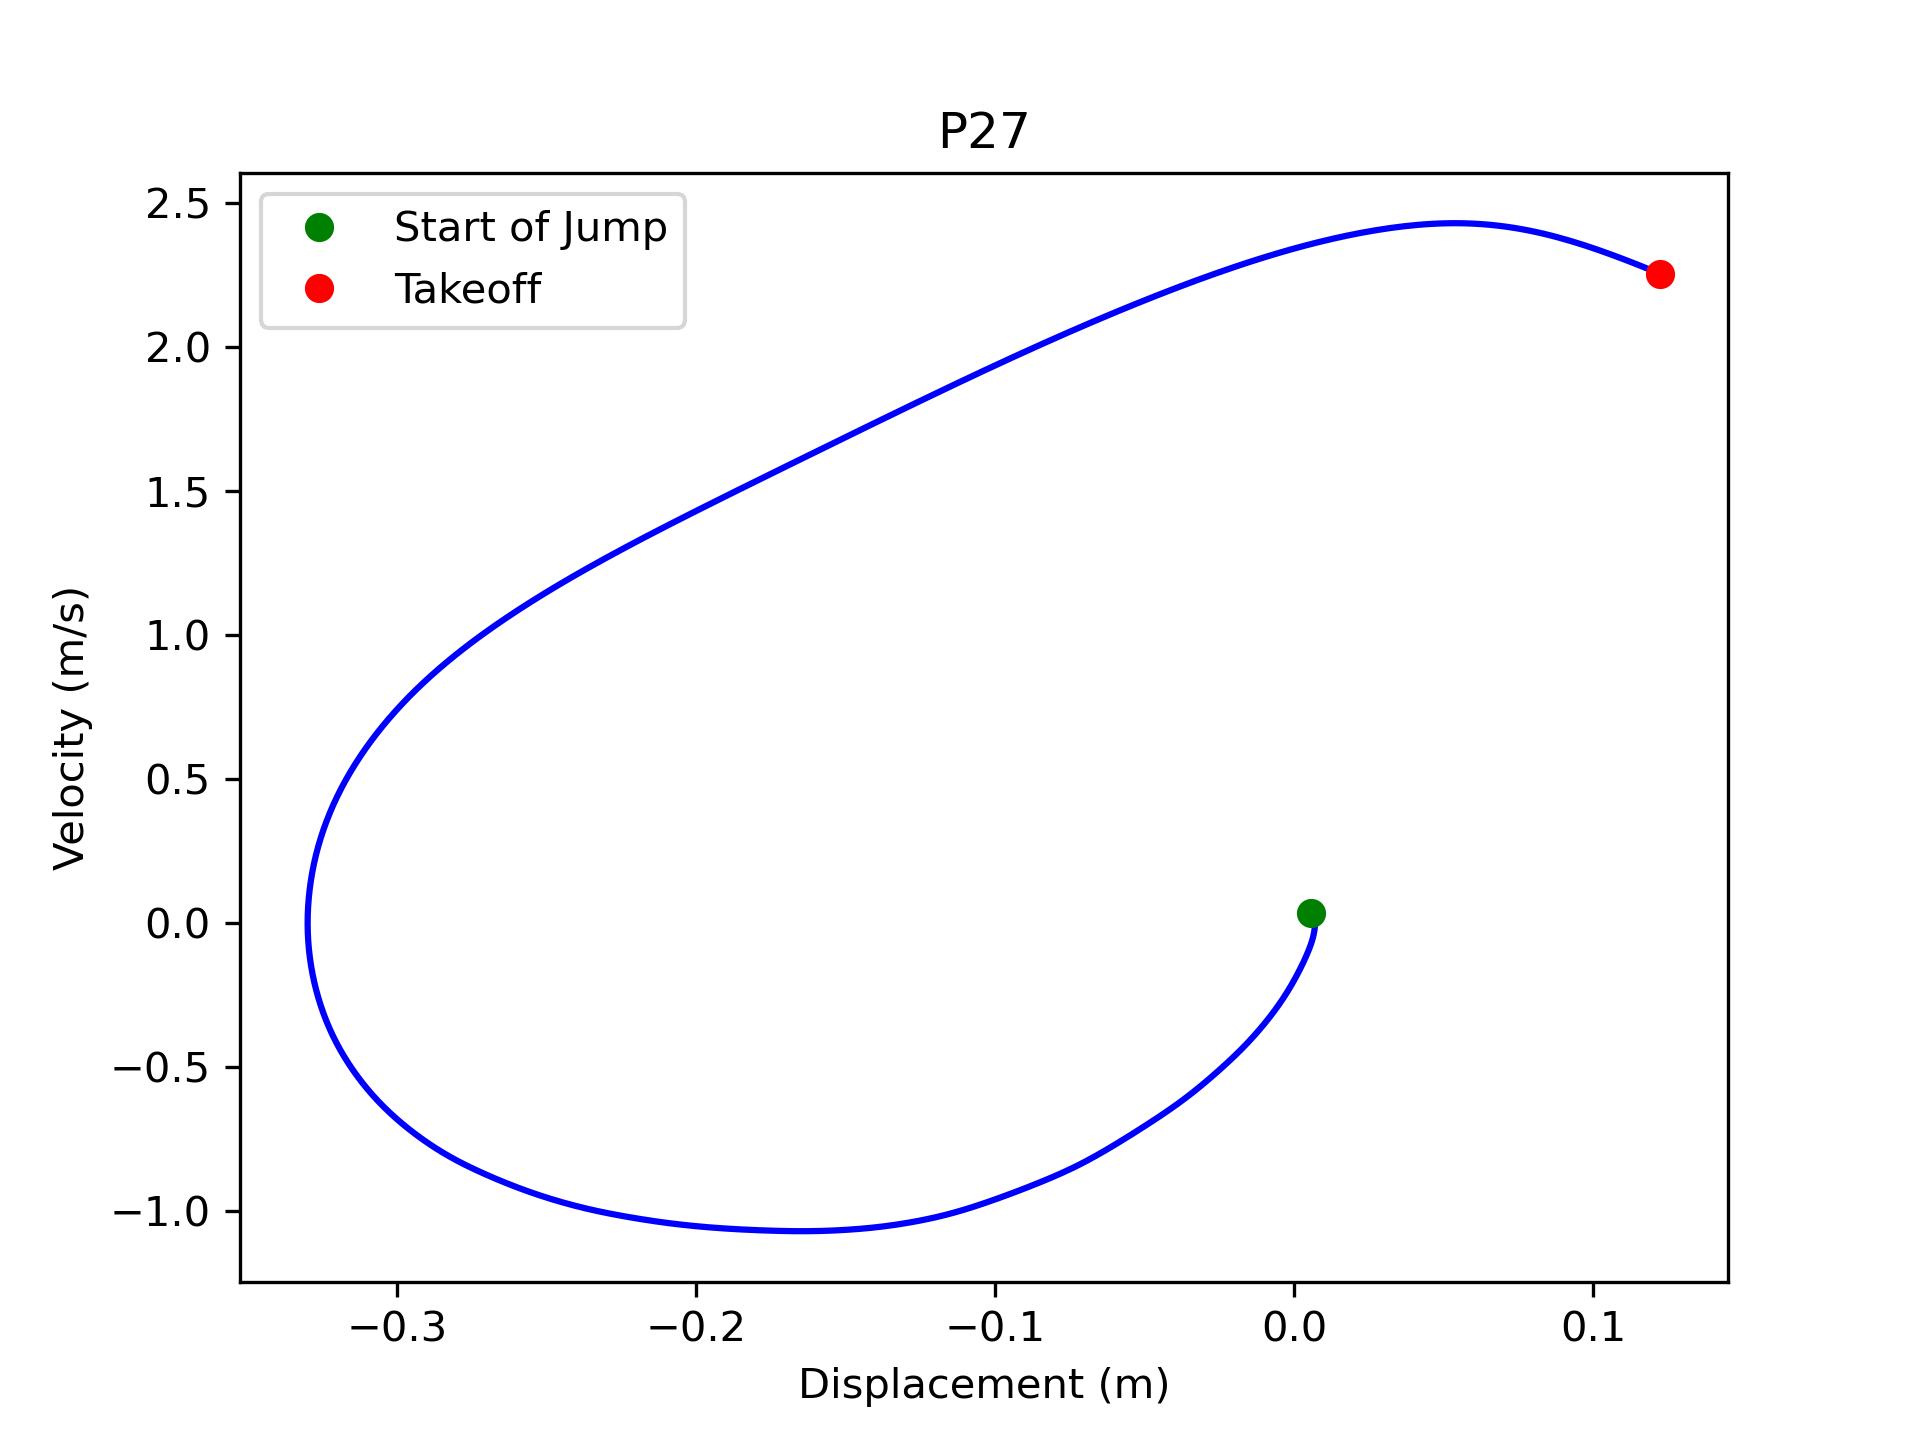 P27
Start of Jump
Takeoff
2.5
2.0
1.5
1.0
0.5
0.0
−0.5
−1.0
Velocity (m/s)
−0.3 −0.2 −0.1 0.0 0.1
Displacement (m)